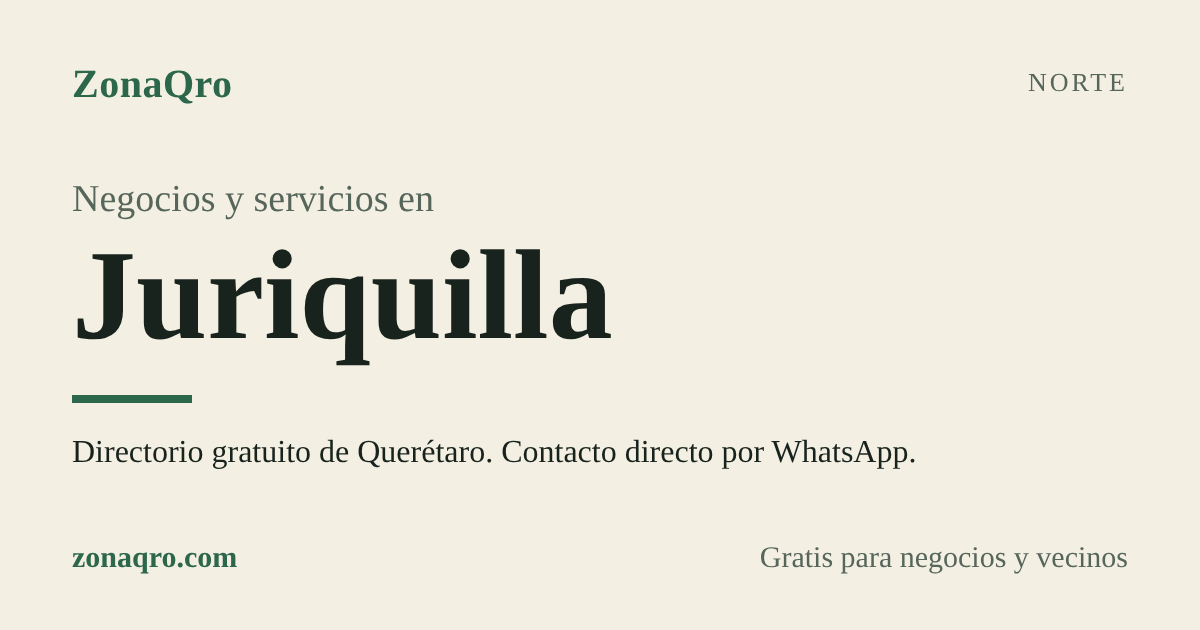 ZonaQro
NORTE
Negocios y servicios en
Juriquilla
Directorio gratuito de Querétaro. Contacto directo por WhatsApp.
zonaqro.com
Gratis para negocios y vecinos